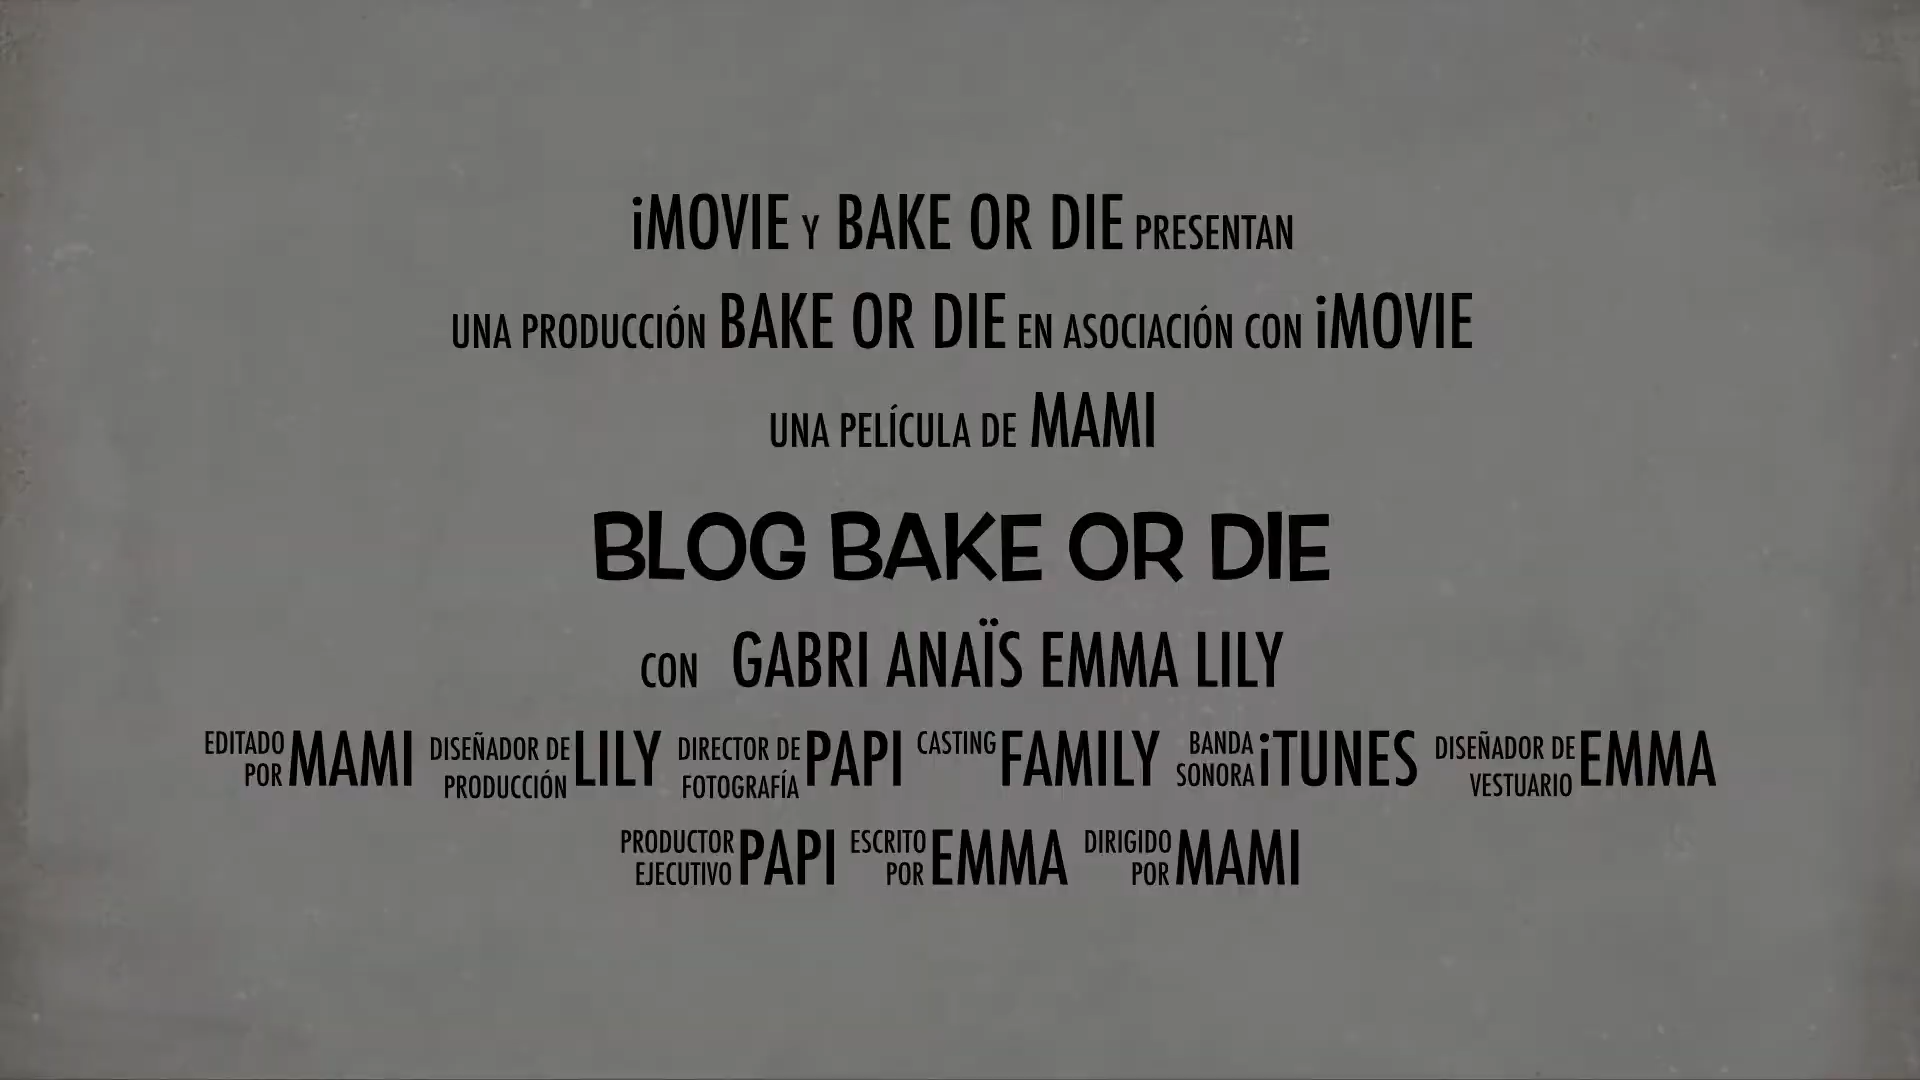 iMOVIE Y BAKE OR DIE PRESENTAN
UNA PRODUCCIÓN BAKE OR DIE EN ASOCIACIÓN CON iMOVIE
UNA PELÍCULA DE MAMI
BLOG BAKE OR DIE
CON GABRI ANAÏS EMMA LILY
EDITADO POR MAMI DISEÑADOR DE PRODUCCIÓN LILY DIRECTOR DE FOTOGRAFÍA PAPI CASTING FAMILY BANDA SONORA iTUNES DISEÑADOR DE VESTUARIO EMMA
PRODUCTOR EJECUTIVO PAPI ESCRITO POR EMMA DIRIGIDO POR MAMI